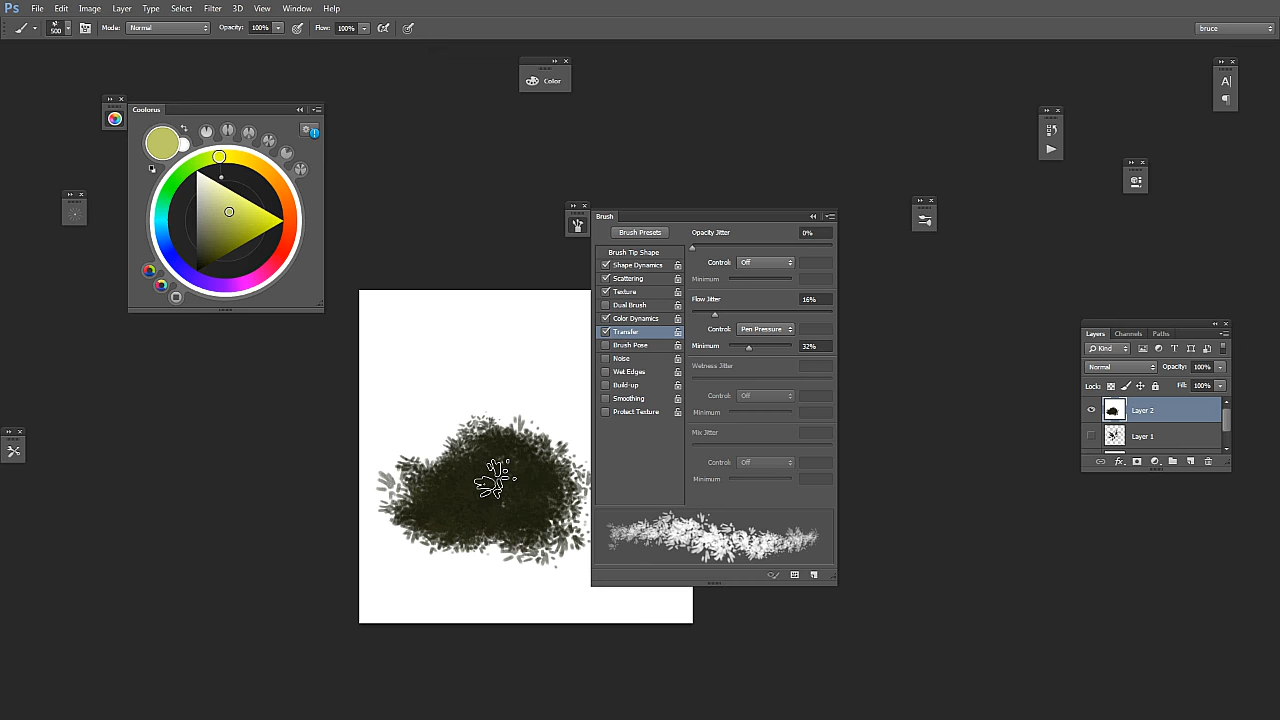 Ps File Edit Image Layer Type Select Filter 3D View Window Help
500 Mode: Normal Opacity: 100% Flow: 100% bruce
Color
A
Coolorus
Brush
Brush Presets
Brush Tip Shape
Shape Dynamics
Scattering
Texture
Dual Brush
Color Dynamics
Transfer
Brush Pose
Noise
Wet Edges
Build-up
Smoothing
Protect Texture
Opacity Jitter 0%
Control: Off
Minimum
Flow Jitter 16%
Control: Pen Pressure
Minimum 32%
Wetness Jitter
Control: Off
Minimum
Mix Jitter
Control: Off
Minimum
Layers Channels Paths
Kind
Normal Opacity: 100%
Lock: Fill: 100%
Layer 2
Layer 1
fx